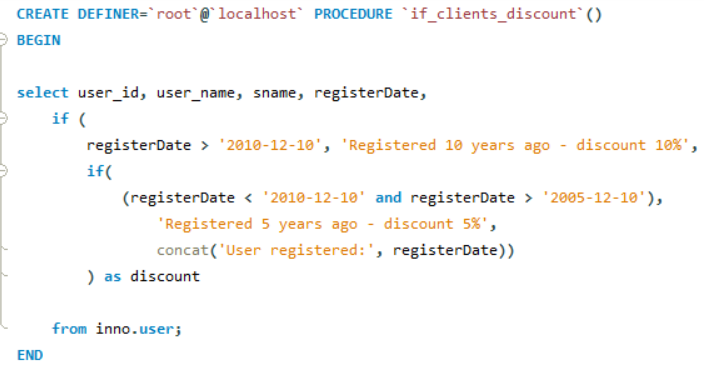 CREATE DEFINER=`root`@`localhost` PROCEDURE `if_clients_discount`()
BEGIN
select user_id, user_name, sname, registerDate,
if (
registerDate > '2010-12-10', 'Registered 10 years ago - discount 10%',
if(
(registerDate < '2010-12-10' and registerDate > '2005-12-10'),
'Registered 5 years ago - discount 5%',
concat('User registered:', registerDate))
) as discount
from inno.user;
END